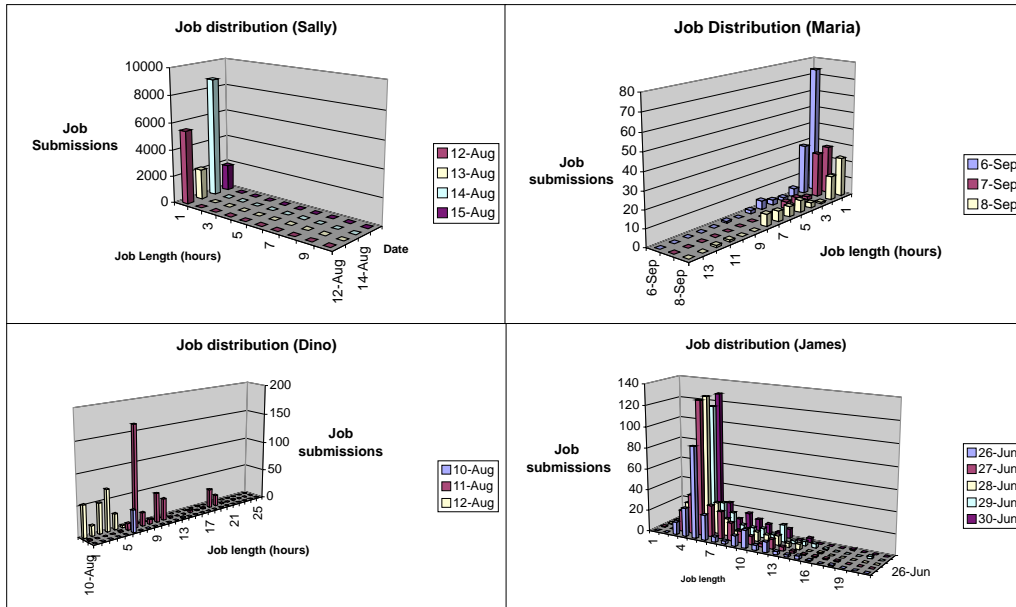 Job distribution (Sally)
10000
8000
6000
4000
2000
0
Job
Submissions
1
3
5
7
9
Job Length (hours)
12-Aug
14-Aug
Date
12-Aug
13-Aug
14-Aug
15-Aug
Job Distribution (Maria)
80
70
60
50
40
30
20
10
0
Job
submissions
6-Sep
8-Sep
13
11
9
7
5
3
1
Job length (hours)
6-Sep
7-Sep
8-Sep
Job distribution (Dino)
200
150
100
50
0
Job
submissions
10-Aug
1
5
9
13
17
21
25
Job length (hours)
10-Aug
11-Aug
12-Aug
Job distribution (James)
140
120
100
80
60
40
20
0
Job
submissions
1
4
7
10
13
16
19
Job length
26-Jun
26-Jun
27-Jun
28-Jun
29-Jun
30-Jun